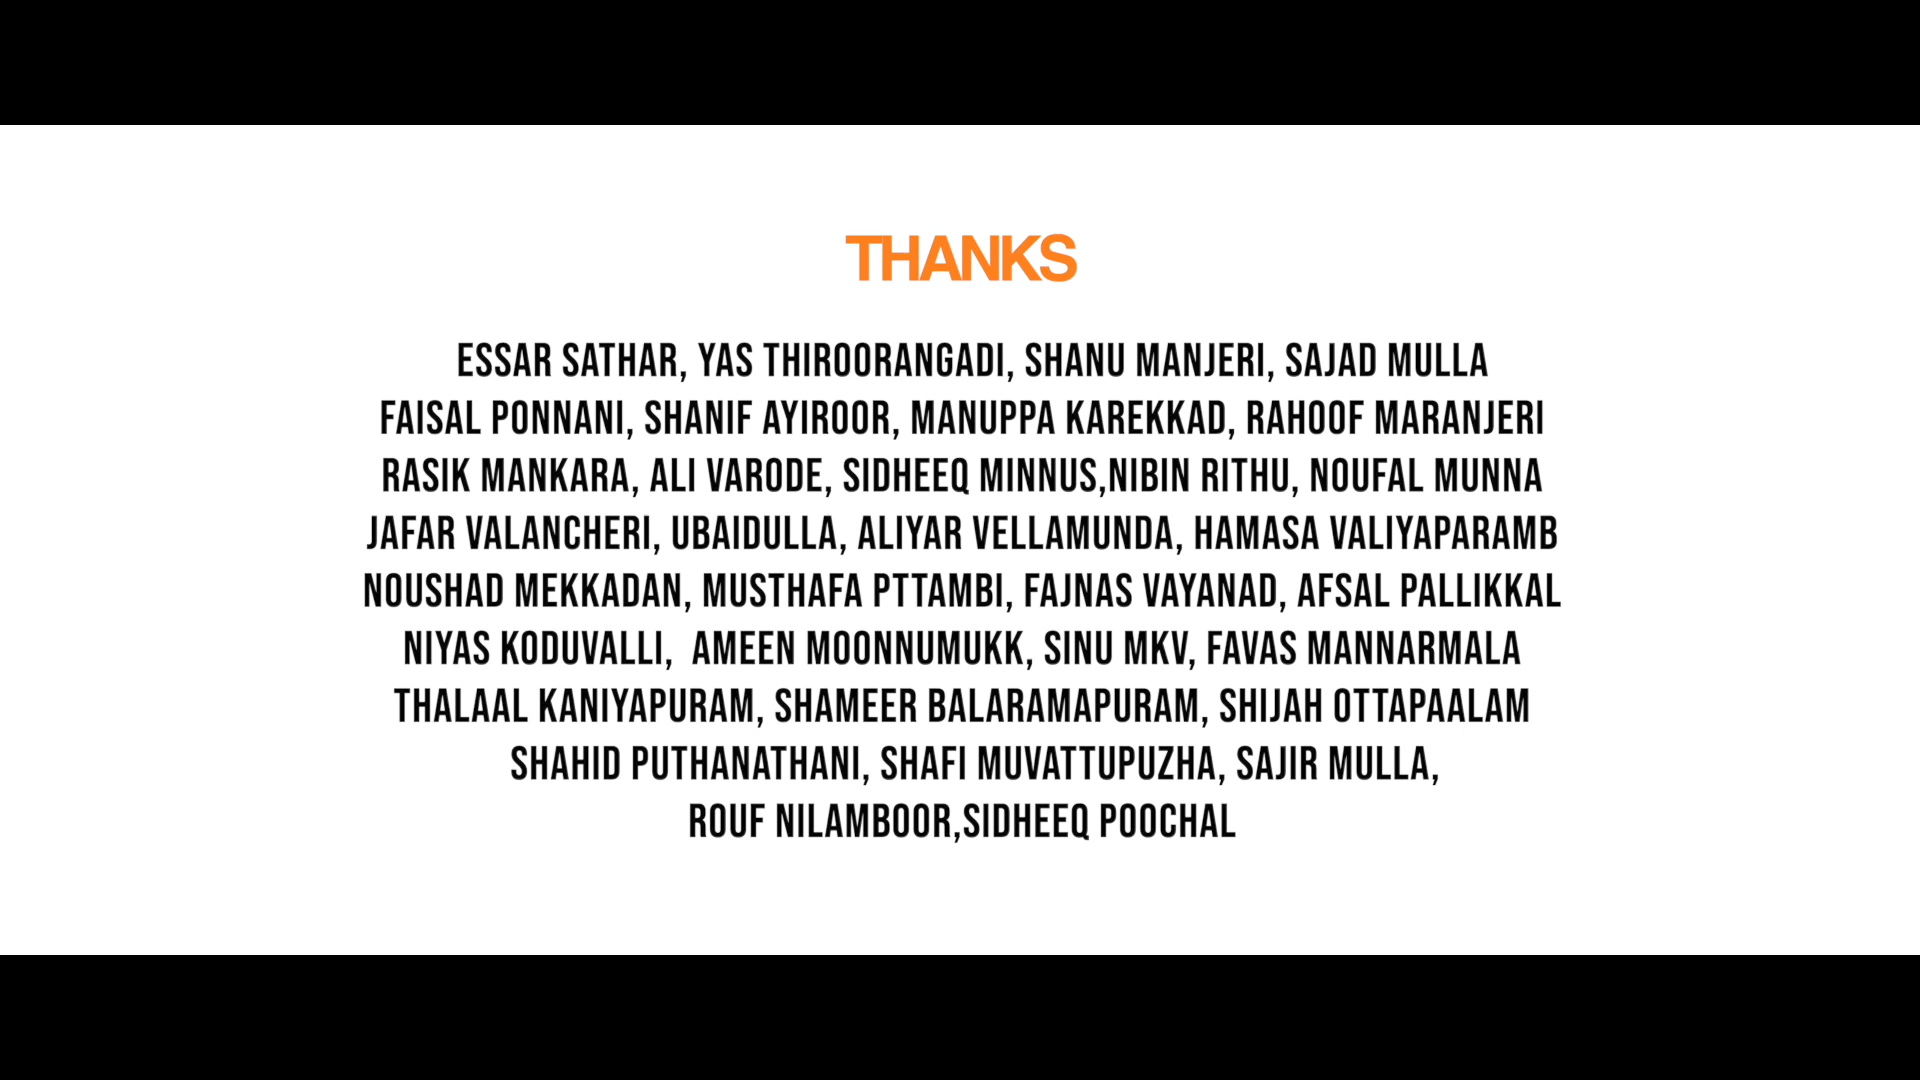 THANKS
ESSAR SATHAR, YAS THIROORANGADI, SHANU MANJERI, SAJAD MULLA
FAISAL PONNANI, SHANIF AYIROOR, MANUPPA KAREKKAD, RAHOOF MARANJERI
RASIK MANKARA, ALI VARODE, SIDHEEQ MINNUS,NIBIN RITHU, NOUFAL MUNNA
JAFAR VALANCHERI, UBAIDULLA, ALIYAR VELLAMUNDA, HAMASA VALIYAPARAMB
NOUSHAD MEKKADAN, MUSTHAFA PTTAMBI, FAJNAS VAYANAD, AFSAL PALLIKKAL
NIYAS KODUVALLI,  AMEEN MOONNUMUKK, SINU MKV, FAVAS MANNARMALA
THALAAL KANIYAPURAM, SHAMEER BALARAMAPURAM, SHIJAH OTTAPAALAM
SHAHID PUTHANATHANI, SHAFI MUVATTUPUZHA, SAJIR MULLA,
ROUF NILAMBOOR,SIDHEEQ POOCHAL